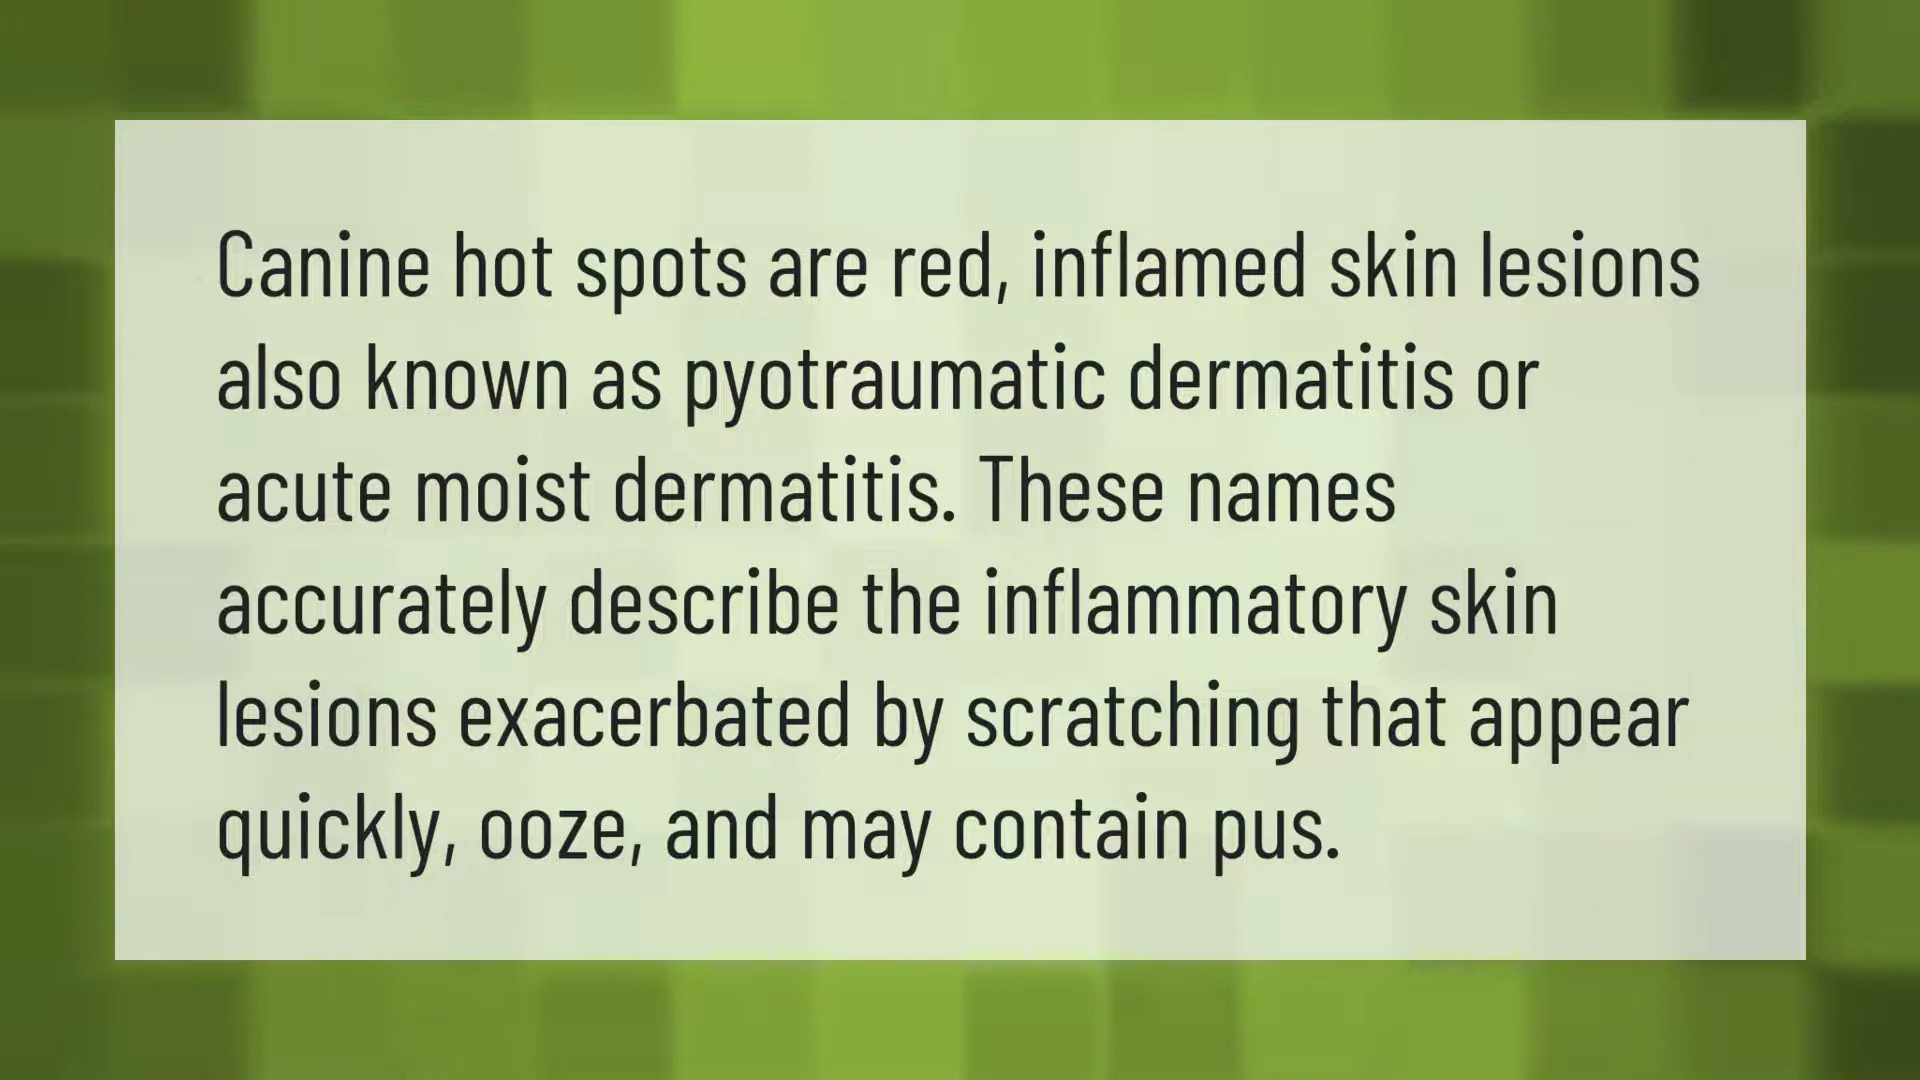 Canine hot spots are red, inflamed skin lesions
also known as pyotraumatic dermatitis or
acute moist dermatitis. These names
accurately describe the inflammatory skin
lesions exacerbated by scratching that appear
quickly, ooze, and may contain pus.